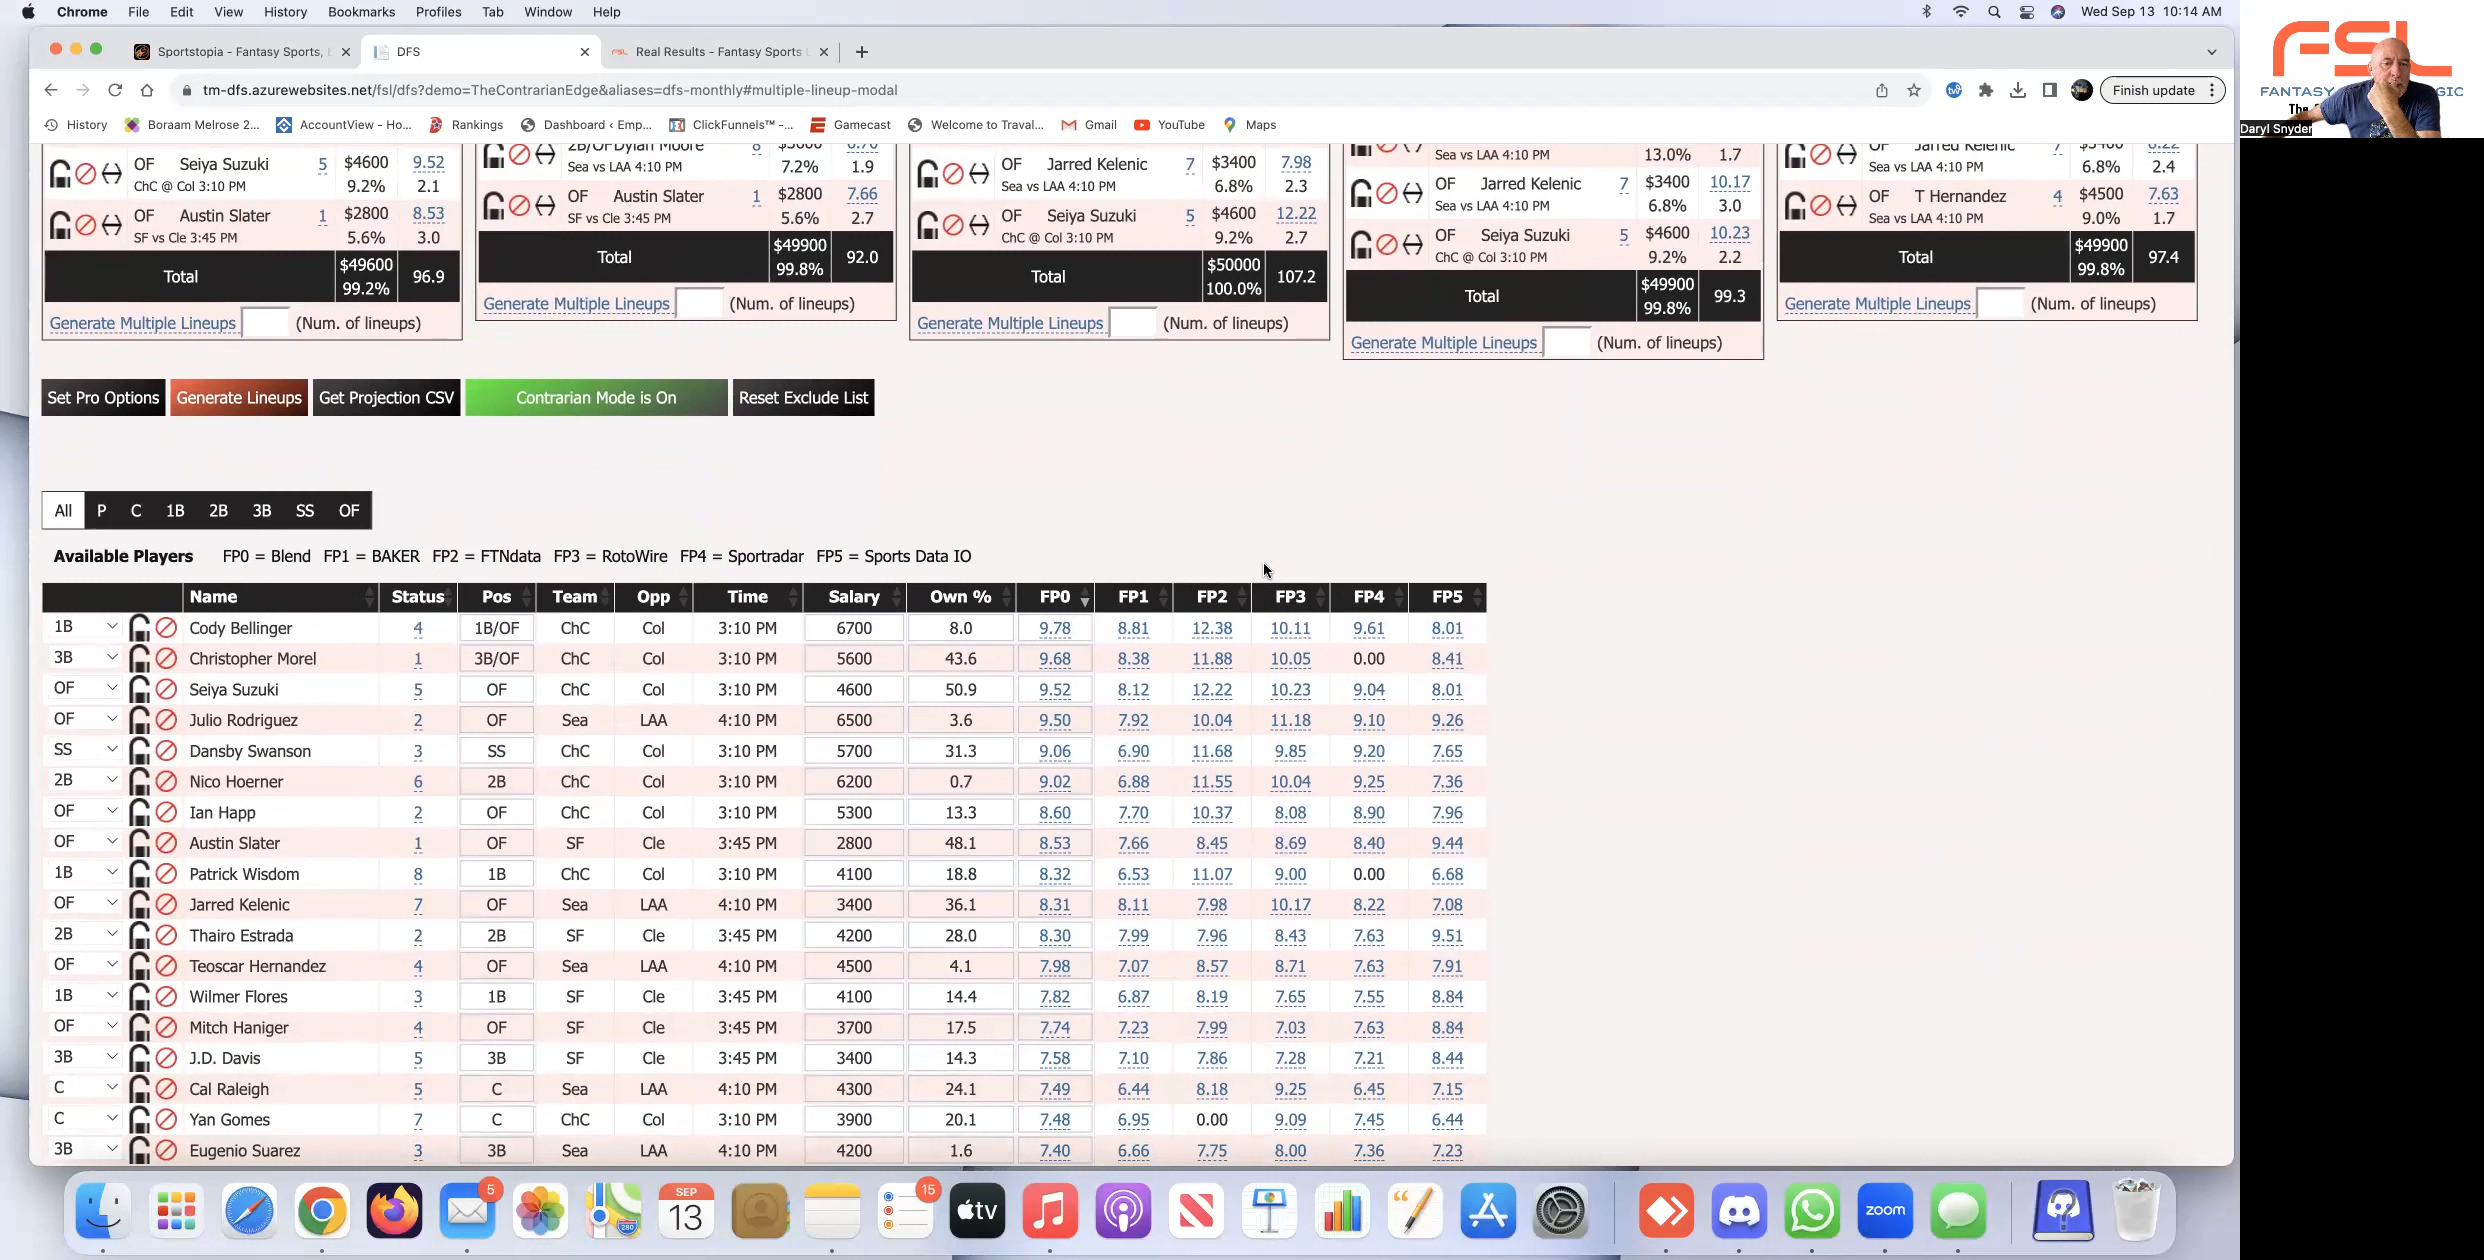 Chrome File Edit View History Bookmarks Profiles Tab Window Help Wed Sep 13 10:14 AM
Sportstopia - Fantasy Sports, DFS Real Results - Fantasy Sports
tm-dfs.azurewebsites.net/fsl/dfs?demo=TheContrarianEdge&aliases=dfs-monthly#multiple-lineup-modal Finish update
History Boraam Melrose 2... AccountView - Ho... Rankings Dashboard ‹ Emp... ClickFunnels™ -... Gamecast Welcome to Traval... Gmail YouTube Maps
FSL
FANTASY GIC
The
Daryl Snyder
OF Seiya Suzuki 5 $4600 9.52
ChC @ Col 3:10 PM 9.2% 2.1
OF Austin Slater 1 $2800 8.53
SF vs Cle 3:45 PM 5.6% 3.0
Total $49600 96.9
99.2%
Generate Multiple Lineups (Num. of lineups)
2B/OF Dylan Moore 8
Sea vs LAA 4:10 PM 7.2% 1.9
OF Austin Slater 1 $2800 7.66
SF vs Cle 3:45 PM 5.6% 2.7
Total $49900 92.0
99.8%
Generate Multiple Lineups (Num. of lineups)
OF Jarred Kelenic 7 $3400 7.98
Sea vs LAA 4:10 PM 6.8% 2.3
OF Seiya Suzuki 5 $4600 12.22
ChC @ Col 3:10 PM 9.2% 2.7
Total $50000 107.2
100.0%
Generate Multiple Lineups (Num. of lineups)
Sea vs LAA 4:10 PM 13.0% 1.7
OF Jarred Kelenic 7 $3400 10.17
Sea vs LAA 4:10 PM 6.8% 3.0
OF Seiya Suzuki 5 $4600 10.23
ChC @ Col 3:10 PM 9.2% 2.2
Total $49900 99.3
99.8%
Generate Multiple Lineups (Num. of lineups)
OF Jarred Kelenic 7 $3400 8.22
Sea vs LAA 4:10 PM 6.8% 2.4
OF T Hernandez 4 $4500 7.63
Sea vs LAA 4:10 PM 9.0% 1.7
Total $49900 97.4
99.8%
Generate Multiple Lineups (Num. of lineups)
Set Pro Options Generate Lineups Get Projection CSV Contrarian Mode is On Reset Exclude List
All P C 1B 2B 3B SS OF
Available Players FP0 = Blend FP1 = BAKER FP2 = FTNdata FP3 = RotoWire FP4 = Sportradar FP5 = Sports Data IO
Name Status Pos Team Opp Time Salary Own % FP0 FP1 FP2 FP3 FP4 FP5
1B Cody Bellinger 4 1B/OF ChC Col 3:10 PM 6700 8.0 9.78 8.81 12.38 10.11 9.61 8.01
3B Christopher Morel 1 3B/OF ChC Col 3:10 PM 5600 43.6 9.68 8.38 11.88 10.05 0.00 8.41
OF Seiya Suzuki 5 OF ChC Col 3:10 PM 4600 50.9 9.52 8.12 12.22 10.23 9.04 8.01
OF Julio Rodriguez 2 OF Sea LAA 4:10 PM 6500 3.6 9.50 7.92 10.04 11.18 9.10 9.26
SS Dansby Swanson 3 SS ChC Col 3:10 PM 5700 31.3 9.06 6.90 11.68 9.85 9.20 7.65
2B Nico Hoerner 6 2B ChC Col 3:10 PM 6200 0.7 9.02 6.88 11.55 10.04 9.25 7.36
OF Ian Happ 2 OF ChC Col 3:10 PM 5300 13.3 8.60 7.70 10.37 8.08 8.90 7.96
OF Austin Slater 1 OF SF Cle 3:45 PM 2800 48.1 8.53 7.66 8.45 8.69 8.40 9.44
1B Patrick Wisdom 8 1B ChC Col 3:10 PM 4100 18.8 8.32 6.53 11.07 9.00 0.00 6.68
OF Jarred Kelenic 7 OF Sea LAA 4:10 PM 3400 36.1 8.31 8.11 7.98 10.17 8.22 7.08
2B Thairo Estrada 2 2B SF Cle 3:45 PM 4200 28.0 8.30 7.99 7.96 8.43 7.63 9.51
OF Teoscar Hernandez 4 OF Sea LAA 4:10 PM 4500 4.1 7.98 7.07 8.57 8.71 7.63 7.91
1B Wilmer Flores 3 1B SF Cle 3:45 PM 4100 14.4 7.82 6.87 8.19 7.65 7.55 8.84
OF Mitch Haniger 4 OF SF Cle 3:45 PM 3700 17.5 7.74 7.23 7.99 7.03 7.63 8.84
3B J.D. Davis 5 3B SF Cle 3:45 PM 3400 14.3 7.58 7.10 7.86 7.28 7.21 8.44
C Cal Raleigh 5 C Sea LAA 4:10 PM 4300 24.1 7.49 6.44 8.18 9.25 6.45 7.15
C Yan Gomes 7 C ChC Col 3:10 PM 3900 20.1 7.48 6.95 0.00 9.09 7.45 6.44
3B Eugenio Suarez 3 3B Sea LAA 4:10 PM 4200 1.6 7.40 6.66 7.75 8.00 7.36 7.23
5 SEP 13 15 tv zoom